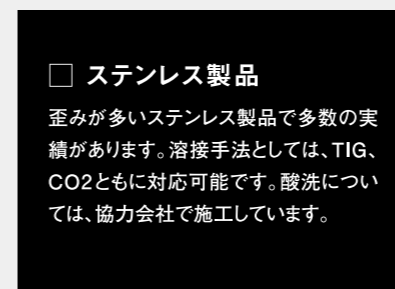 □ ステンレス製品
歪みが多いステンレス製品で多数の実
績があります。溶接手法としては、TIG、
CO2ともに対応可能です。酸洗につい
ては、協力会社で施工しています。